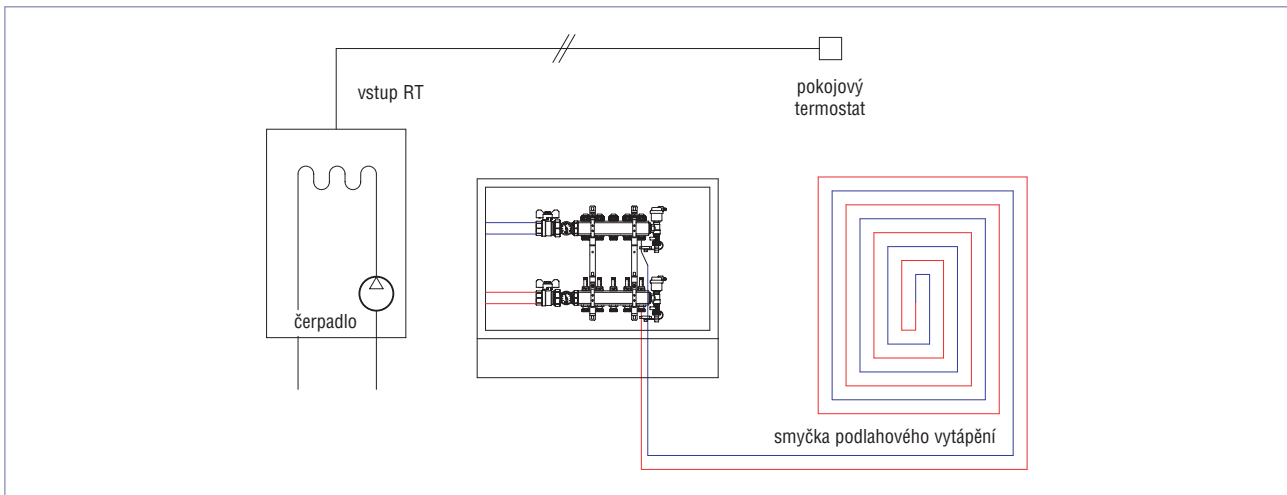 vstup RT
pokojový
termostat
čerpadlo
smyčka podlahového vytápění